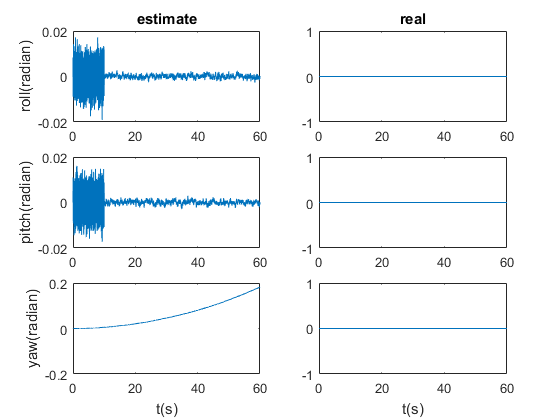 estimate real
0.02 1
roll(radian) 0 0
-0.02 -1
0 20 40 60 0 20 40 60
0.02 1
pitch(radian) 0 0
-0.02 -1
0 20 40 60 0 20 40 60
0.2 1
yaw(radian) 0 0
-0.2 -1
0 20 40 60 0 20 40 60
t(s) t(s)